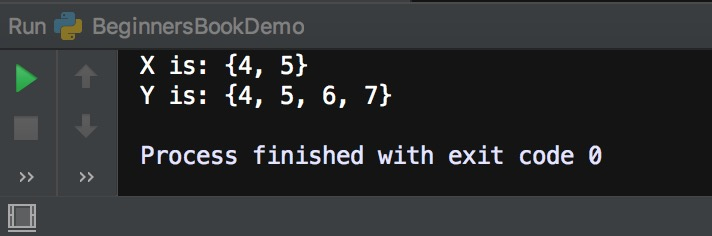 Run BeginnersBookDemo
X is: {4, 5}
Y is: {4, 5, 6, 7}
Process finished with exit code 0